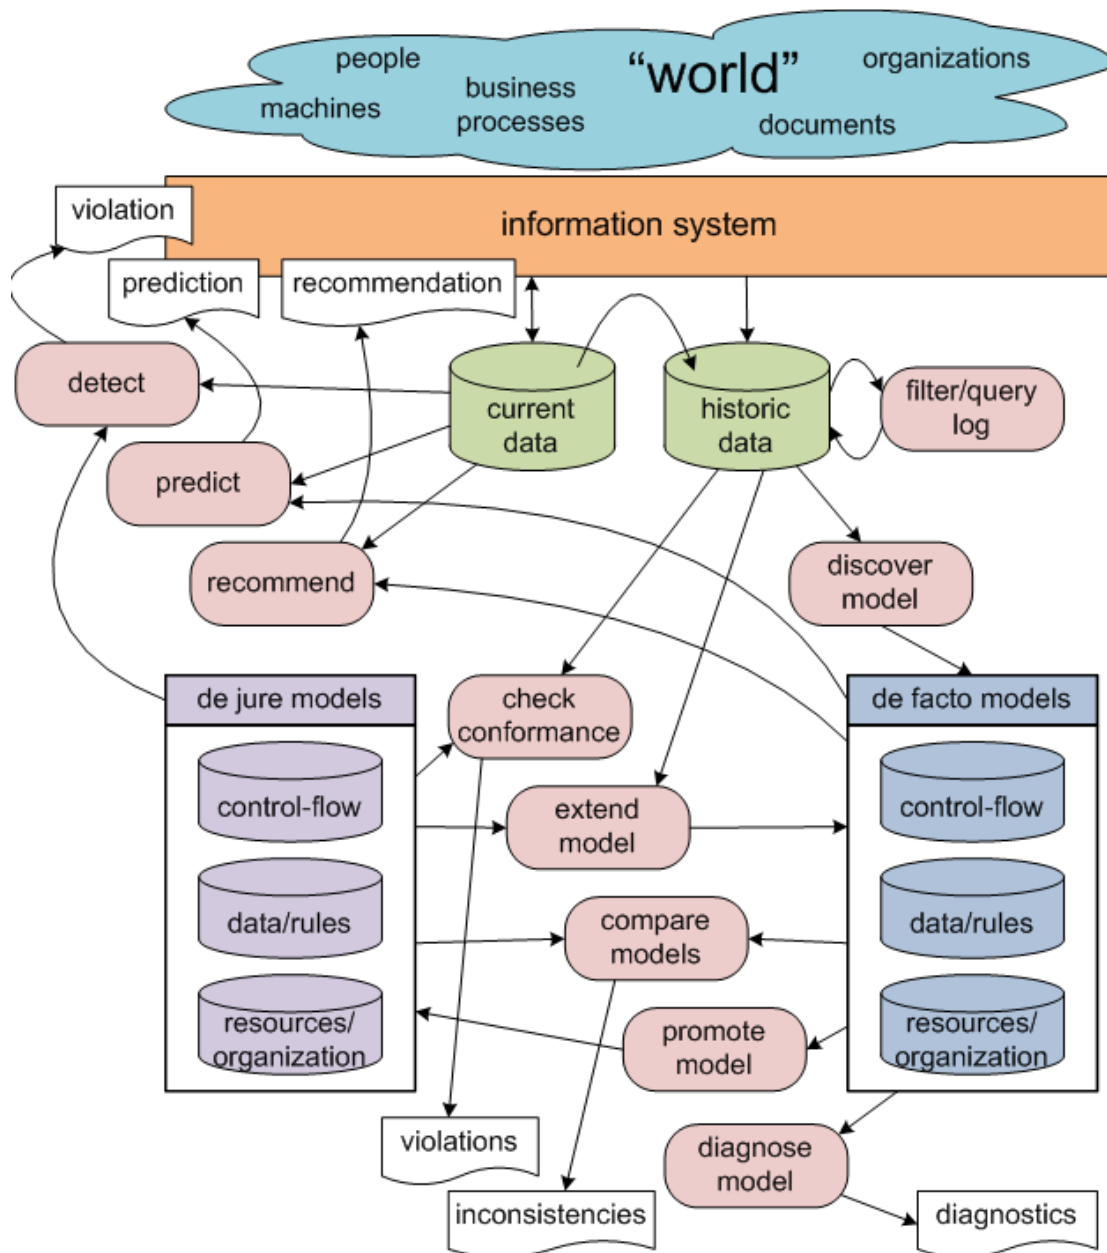 people
"world"
organizations
machines
business
processes
documents
violation
information system
prediction
recommendation
detect
current
data
historic
data
filter/query
log
predict
recommend
discover
model
de jure models
check
conformance
de facto models
control-flow
extend
model
control-flow
data/rules
compare
models
data/rules
resources/
organization
promote
model
resources/
organization
violations
diagnose
model
inconsistencies
diagnostics